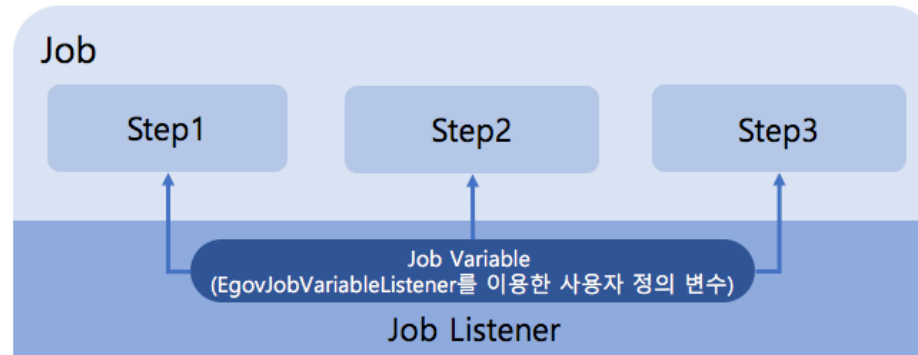 Job
Step1
Step2
Step3
Job Variable
(EgovJobVariableListener를 이용한 사용자 정의 변수)
Job Listener